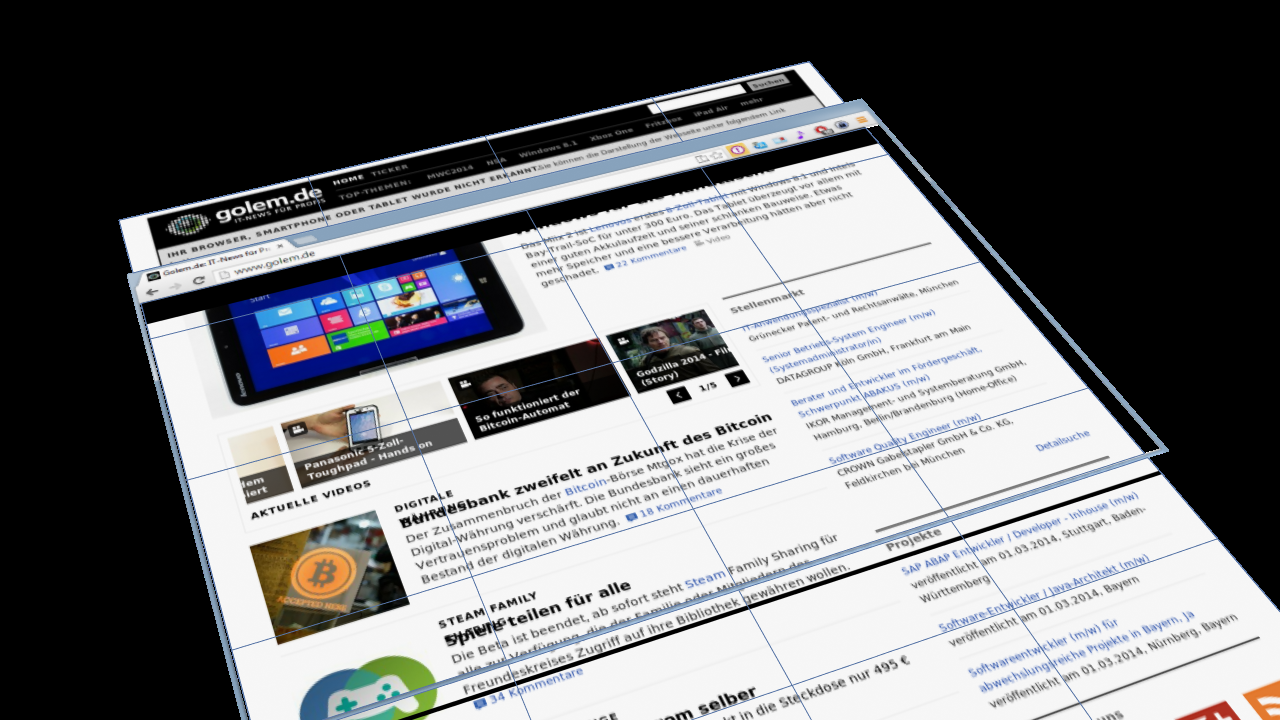 Suchen
HOME TICKER
golem.de
IT-NEWS FÜR PROFIS
TOP-THEMEN: MWC2014 NSA Windows 8.1 Xbox One Fritzbox iPad Air mehr
IHR BROWSER, SMARTPHONE ODER TABLET WURDE NICHT ERKANNT. Sie können die Darstellung der Webseite unter folgendem Link
Golem.de: IT-News für Pr
www.golem.de
Start
Das Miix 2 ist Lenovos erstes 8-Zoll-Tablet mit Windows 8.1 und Intels
Bay-Trail-SoC für unter 300 Euro. Das Tablet überzeugt vor allem mit
einer guten Akkulaufzeit und seiner schlanken Bauweise. Etwas
mehr Speicher und eine bessere Verarbeitung hätten aber nicht
geschadet. 22 Kommentare Video
lem
iert
Panasonic 5-Zoll-
Toughpad - Hands on
So funktioniert der
Bitcoin-Automat
Godzilla 2014 - Film
(Story)
1/5
AKTUELLE VIDEOS
DIGITALE
Bundesbank zweifelt an Zukunft des Bitcoin
Der Zusammenbruch der Bitcoin-Börse Mtgox hat die Krise der
Digital-Währung verschärft. Die Bundesbank sieht ein großes
Vertrauensproblem und glaubt nicht an einen dauerhaften
Bestand der digitalen Währung. 18 Kommentare
ACCEPTED HERE
STEAM FAMILY
Spiele teilen für alle
Die Beta ist beendet, ab sofort steht Steam Family Sharing für
alle zur Verfügung, die der Familie oder Mitgliedern des
Freundeskreises Zugriff auf ihre Bibliothek gewähren wollen.
34 Kommentare
om selber
kt in die Steckdose nur 495 €
Stellenmarkt
IT-Anwendungsspezialist (m/w)
Grünecker Patent- und Rechtsanwälte, München
Senior Betriebs-System Engineer (m/w)
(Systemadministrator/in)
DATAGROUP Köln GmbH, Frankfurt am Main
Berater und Entwickler im Fördergeschäft,
Schwerpunkt ABAKUS (m/w)
IKOR Management- und Systemberatung GmbH,
Hamburg, Berlin/Brandenburg (Home-Office)
Software Quality Engineer (m/w)
CROWN Gabelstapler GmbH & Co. KG,
Feldkirchen bei München
Detailsuche
Projekte
SAP ABAP Entwickler / Developer - Inhouse (m/w)
veröffentlicht am 01.03.2014, Stuttgart, Baden-
Württemberg
Software-Entwickler / Java-Architekt (m/w)
veröffentlicht am 01.03.2014, Bayern
Softwareentwickler (m/w) für
abwechslungsreiche Projekte in Bayern. Ja
veröffentlicht am 01.03.2014, Nürnberg, Bayern